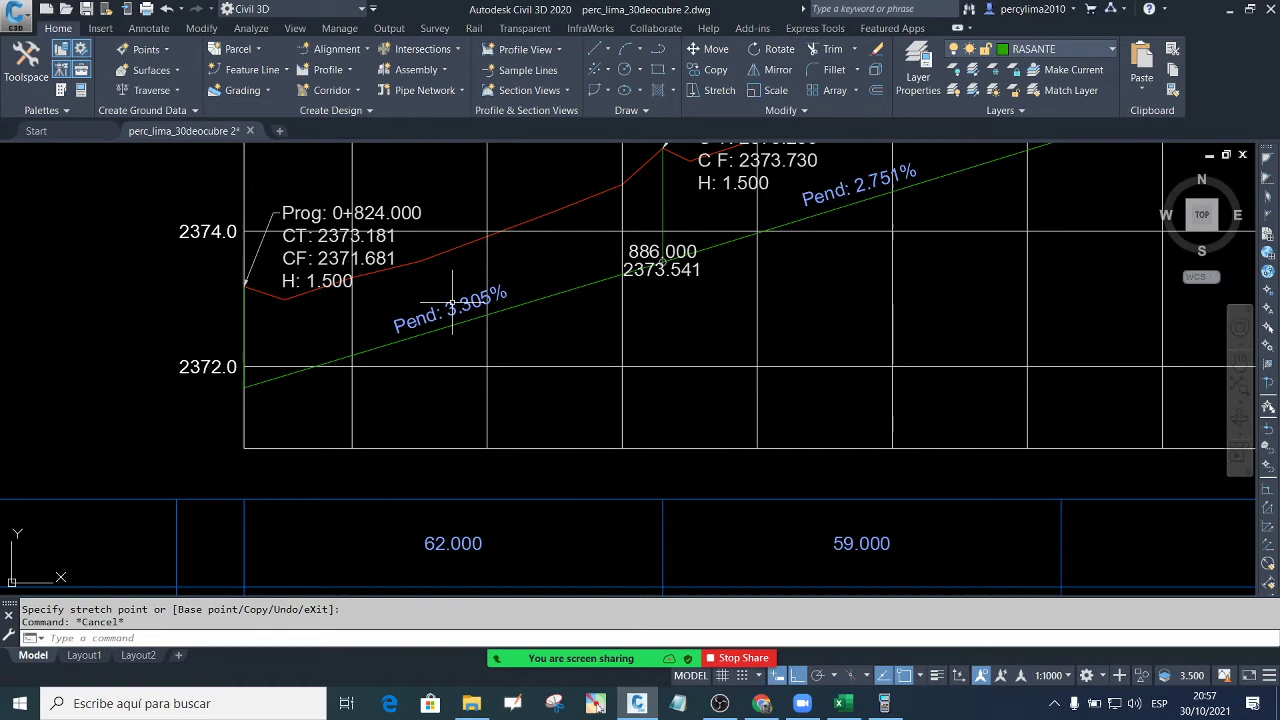 Civil 3D
Autodesk Civil 3D 2020 perc_lima_30deocubre_2.dwg
Type a keyword or phrase
percylima2010
C3D
Home Insert Annotate Modify Analyze View Manage Output Survey Rail Transparent InfraWorks Collaborate Help Add-ins Express Tools Featured Apps
Toolspace
Points
Surfaces
Traverse
Parcel
Feature Line
Grading
Alignment
Profile
Corridor
Intersections
Assembly
Pipe Network
Profile View
Sample Lines
Section Views
Move
Copy
Stretch
Rotate
Mirror
Scale
Trim
Fillet
Array
Layer
Properties
RASANTE
Make Current
Match Layer
Paste
Palettes
Create Ground Data
Create Design
Profile & Section Views
Draw
Modify
Layers
Clipboard
Start
perc_lima_30deocubre 2*
C F: 2373.730
H: 1.500
Pend: 2.751%
Prog: 0+824.000
CT: 2373.181
CF: 2371.681
H: 1.500
2374.0
886.000
2373.541
Pend: 3.305%
2372.0
62.000
59.000
N
W
TOP
E
S
WCS
Y
X
Specify stretch point or [Base point/Copy/Undo/eXit]:
Command: *Cancel*
Type a command
Model Layout1 Layout2
You are screen sharing
Stop Share
MODEL
1:1000
3.500
Escribe aquí para buscar
ESP
20:57
30/10/2021